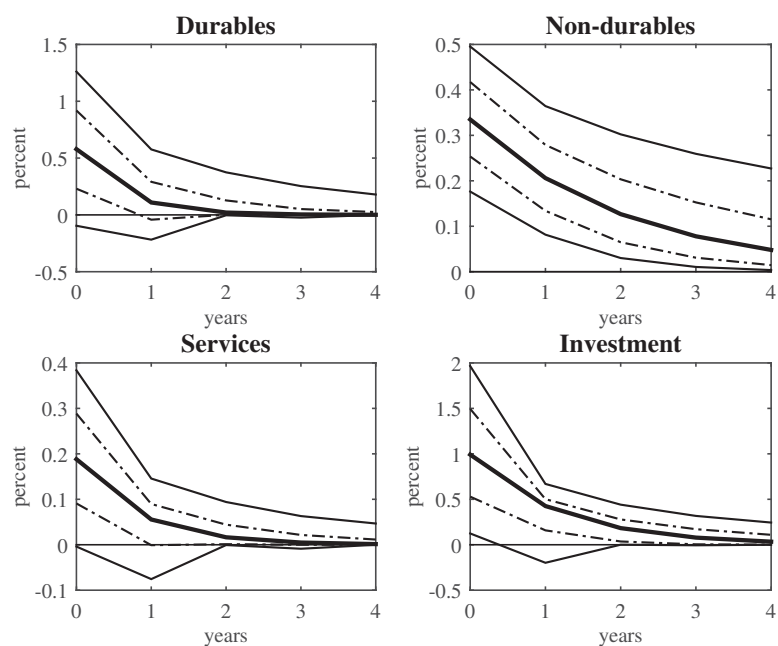 Durables
1.5
1
0.5
0
-0.5
percent
0 1 2 3 4
years
Non-durables
0.5
0.4
0.3
0.2
0.1
0
percent
0 1 2 3 4
years
Services
0.4
0.3
0.2
0.1
0
-0.1
percent
0 1 2 3 4
years
Investment
2
1.5
1
0.5
0
-0.5
percent
0 1 2 3 4
years